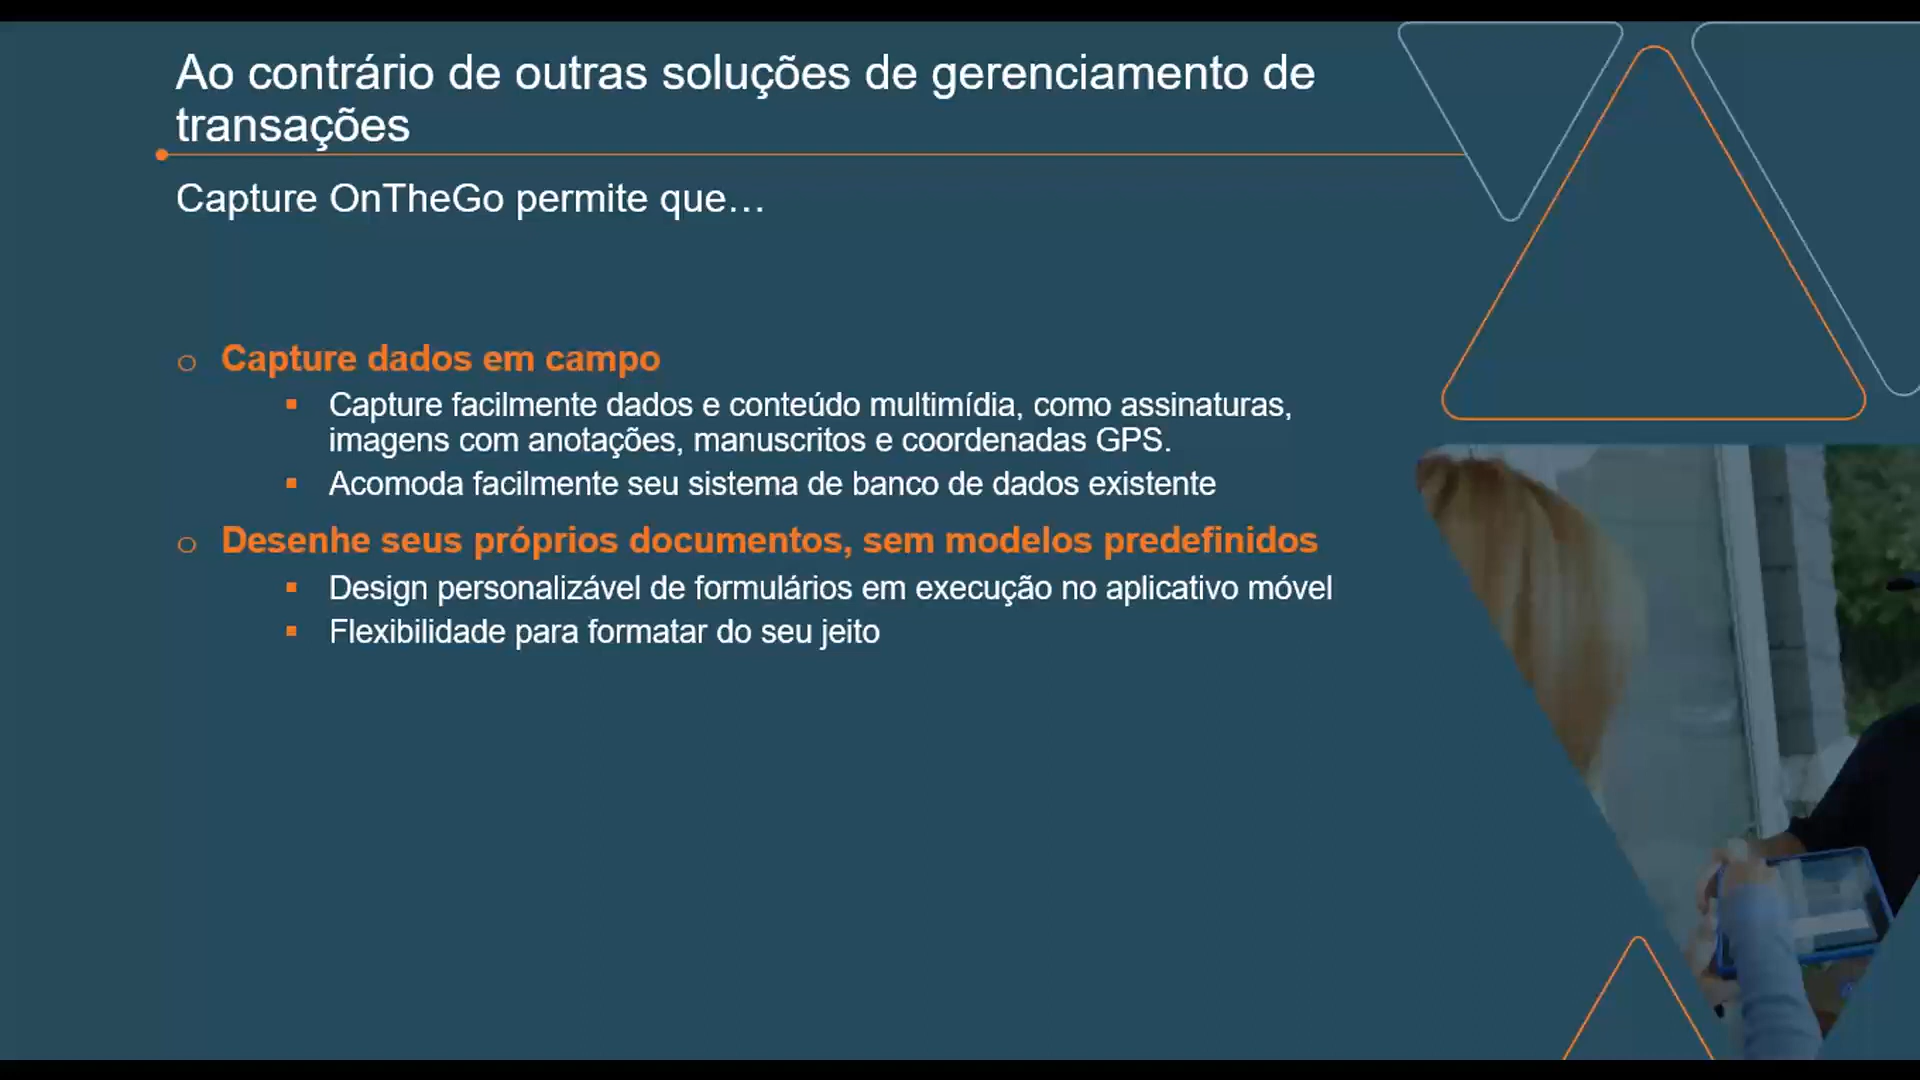 Ao contrário de outras soluções de gerenciamento de
transações
Capture OnTheGo permite que…
Capture dados em campo
Capture facilmente dados e conteúdo multimídia, como assinaturas,
imagens com anotações, manuscritos e coordenadas GPS.
Acomoda facilmente seu sistema de banco de dados existente
Desenhe seus próprios documentos, sem modelos predefinidos
Design personalizável de formulários em execução no aplicativo móvel
Flexibilidade para formatar do seu jeito